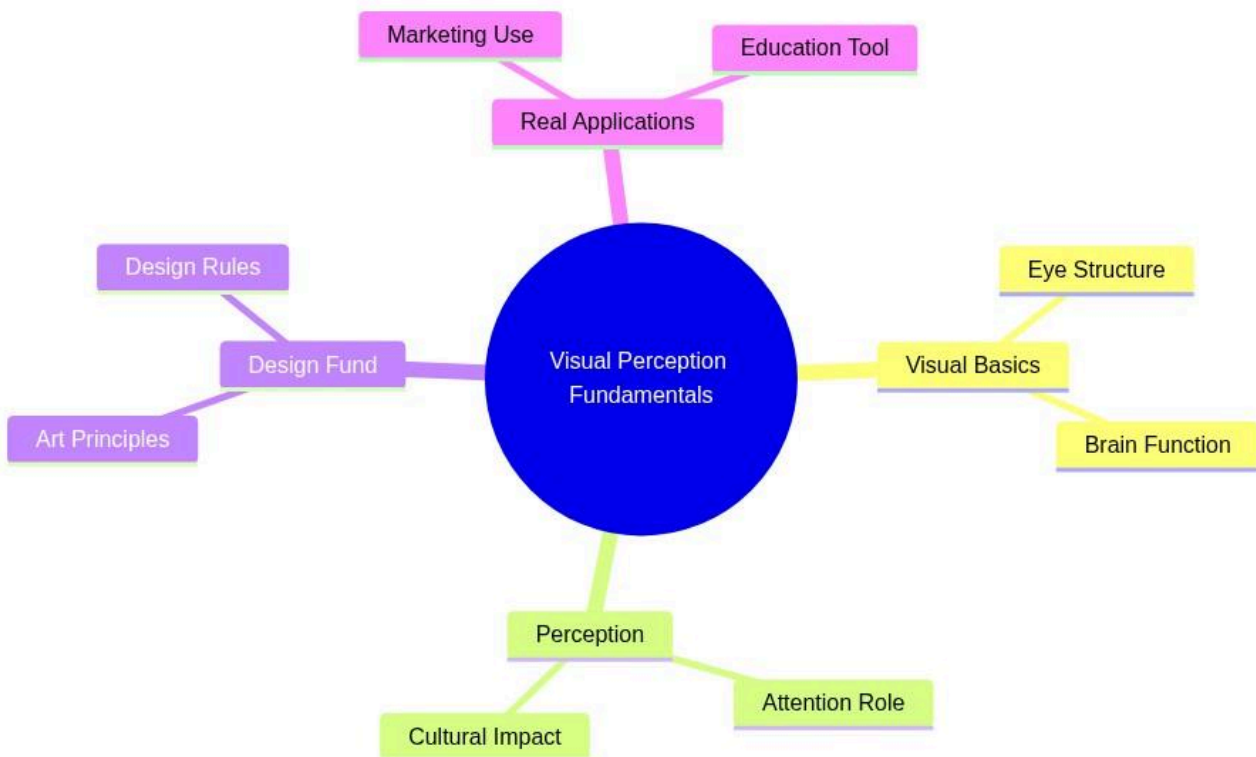 Marketing Use
Education Tool
Real Applications
Design Rules
Design Fund
Art Principles
Visual Perception
Fundamentals
Eye Structure
Visual Basics
Brain Function
Perception
Attention Role
Cultural Impact